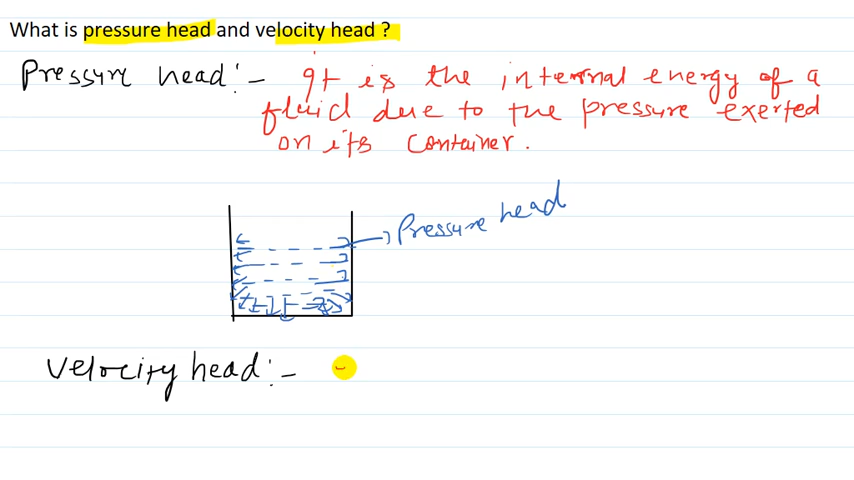 What is pressure head and velocity head ?
Pressure head:- It is the internal energy of a
fluid due to the pressure exerted
on its container.
Pressure head
Velocity head:-